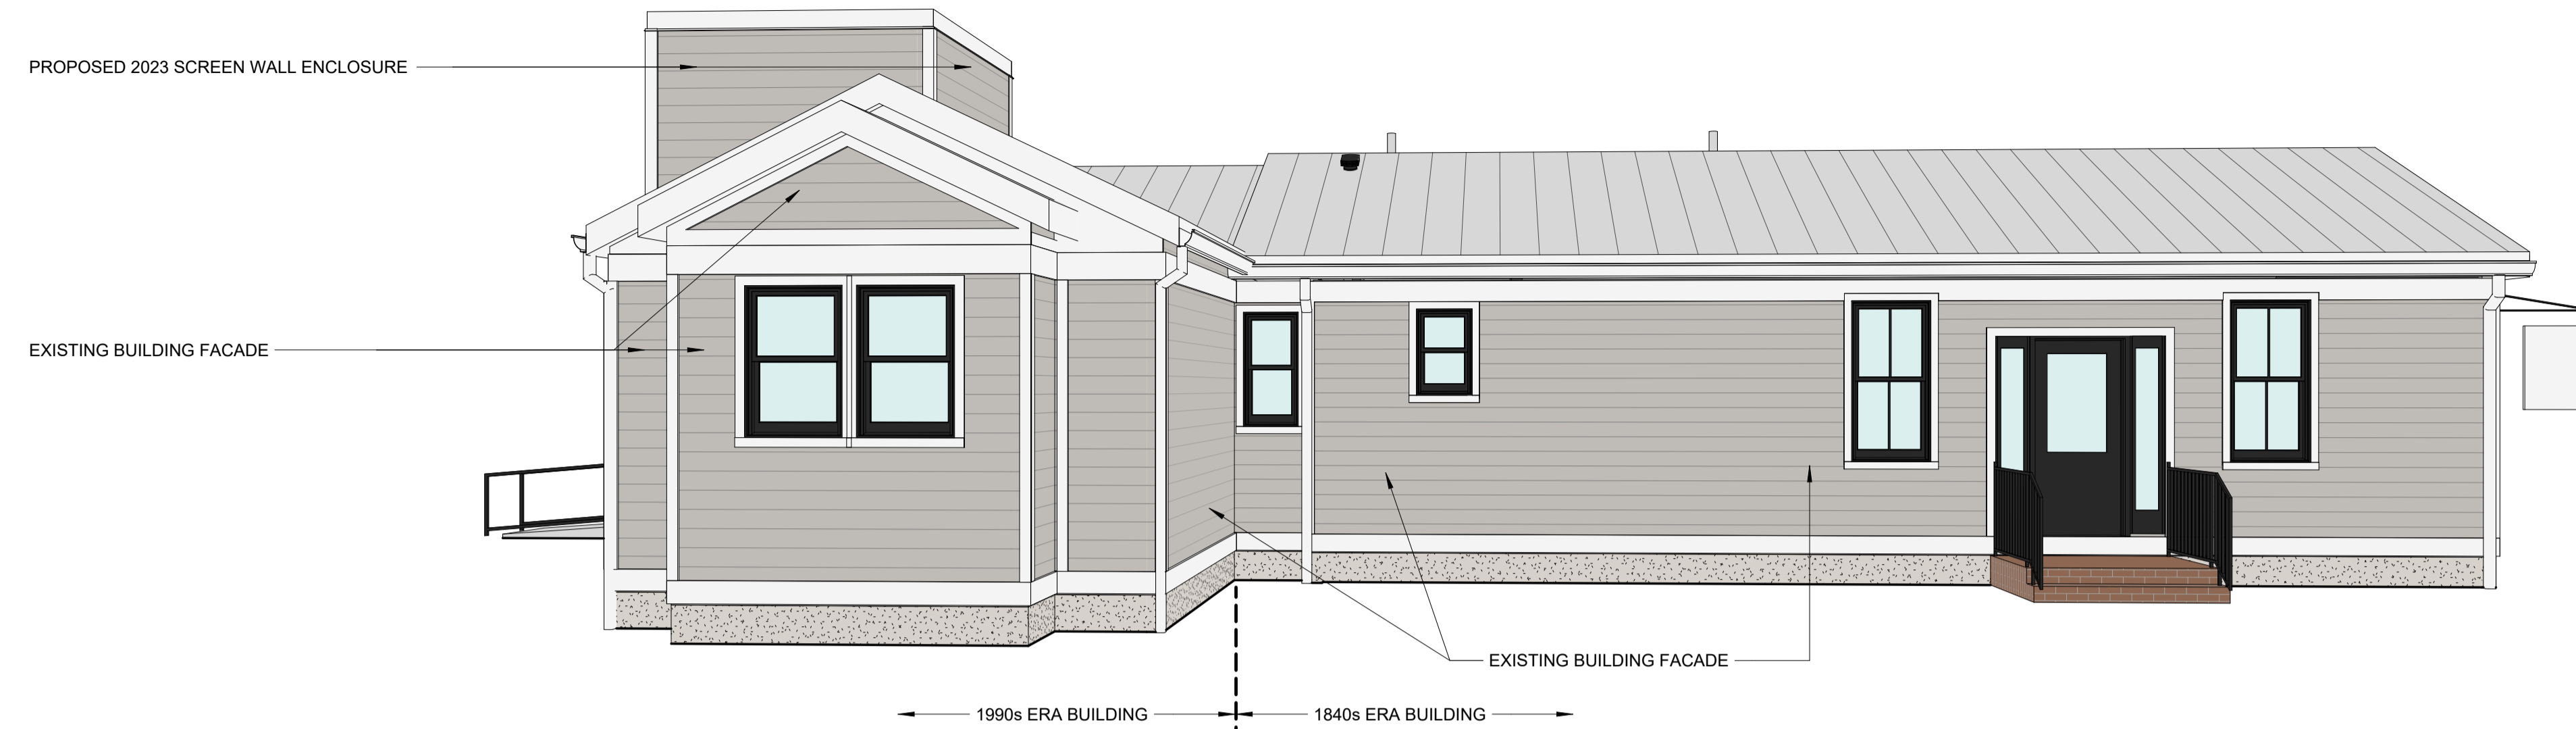 PROPOSED 2023 SCREEN WALL ENCLOSURE
EXISTING BUILDING FACADE
EXISTING BUILDING FACADE
1990s ERA BUILDING
1840s ERA BUILDING